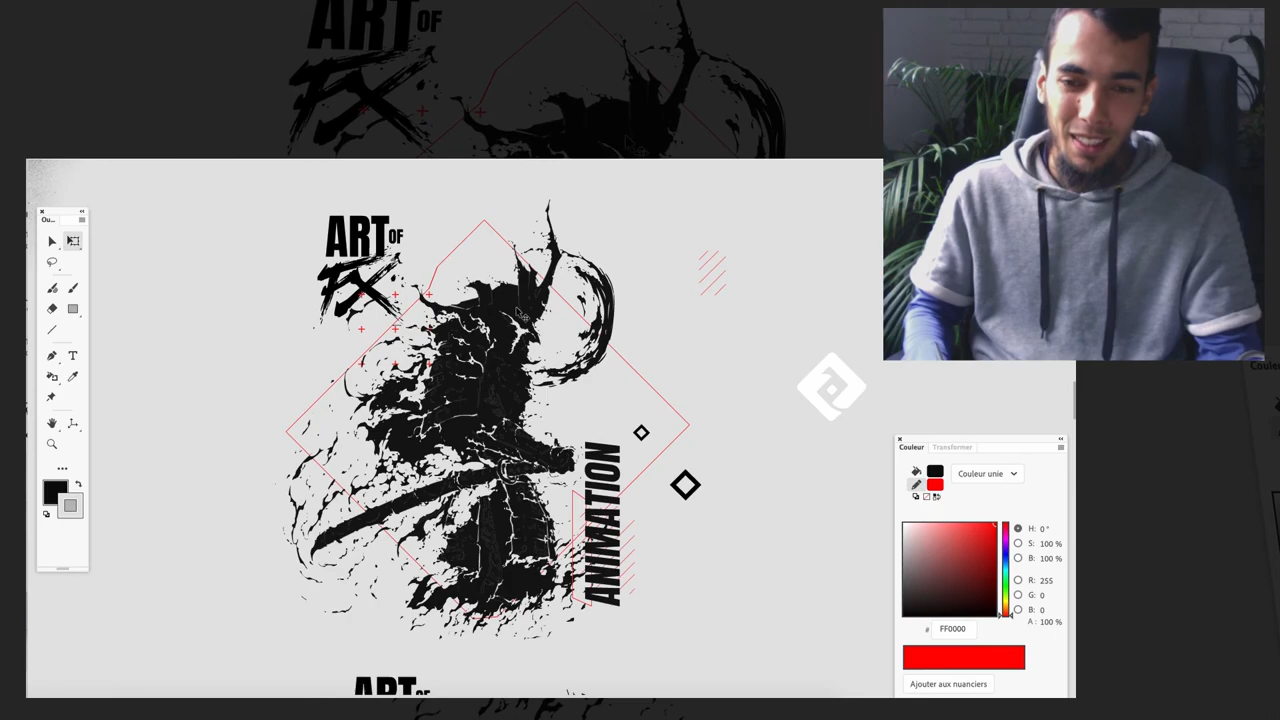 ART OF
FX
Ou...
ART OF
FX
T
ANIMATION
Couleur
Transformer
Couleur unie
H: 0 °
S: 100 %
B: 100 %
R: 255
G: 0
B: 0
A : 100 %
# FF0000
Ajouter aux nuanciers
ART OF